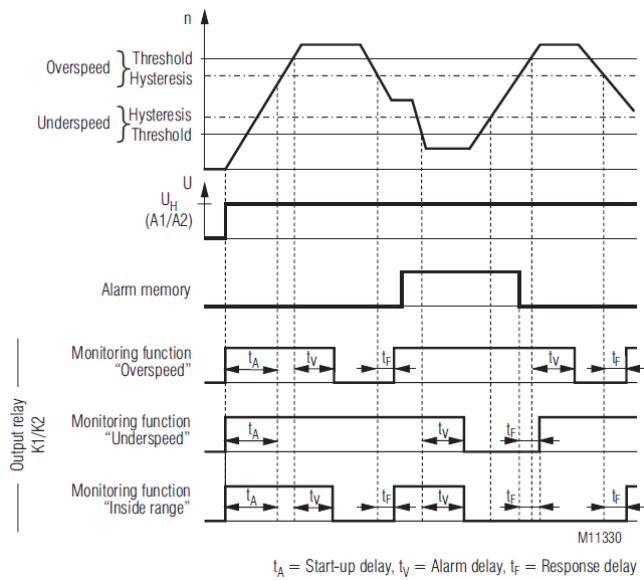 n
Overspeed } Threshold
Hysteresis
Underspeed } Hysteresis
Threshold
U
UH
(A1/A2)
Alarm memory
Output relay
K1/K2
Monitoring function
"Overspeed"
tA tV tF tV tF
Monitoring function
"Underspeed"
tA tV tF
Monitoring function
"Inside range"
tA tV tF tV tF tF
M11330
tA = Start-up delay, tV = Alarm delay, tF = Response delay